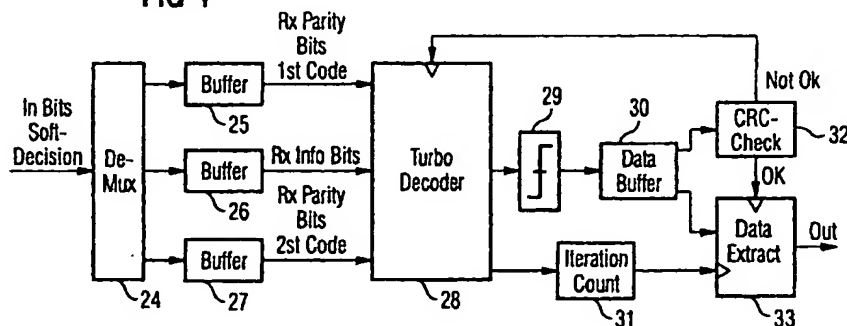 In Bits
Soft-
Decision
De-
Mux
24
Buffer
25
Buffer
26
Buffer
27
Rx Parity
Bits
1st Code
Rx Info Bits
Rx Parity
Bits
2st Code
Turbo
Decoder
28
29
30
Data
Buffer
Iteration
Count
31
Not Ok
CRC-
Check
32
OK
Data
Extract
33
Out